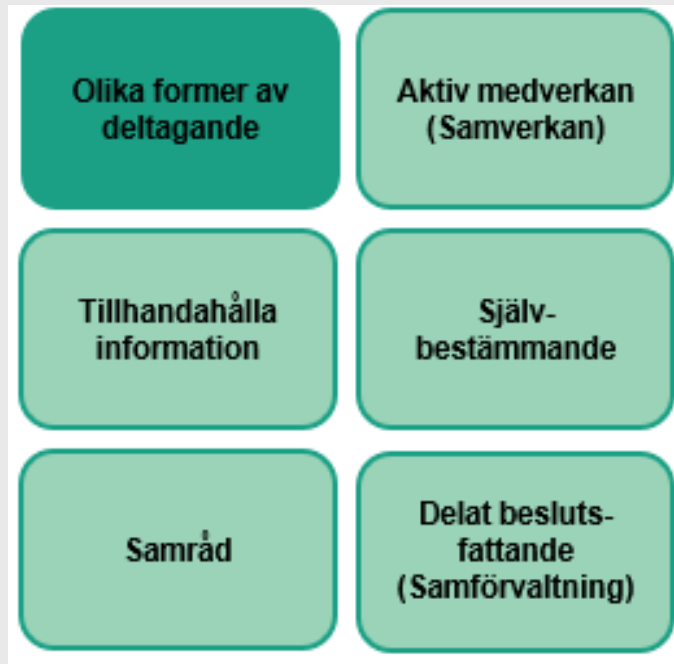 Olika former av
deltagande
Aktiv medverkan
(Samverkan)
Tillhandahålla
information
Själv-
bestämmande
Samråd
Delat besluts-
fattande
(Samförvaltning)